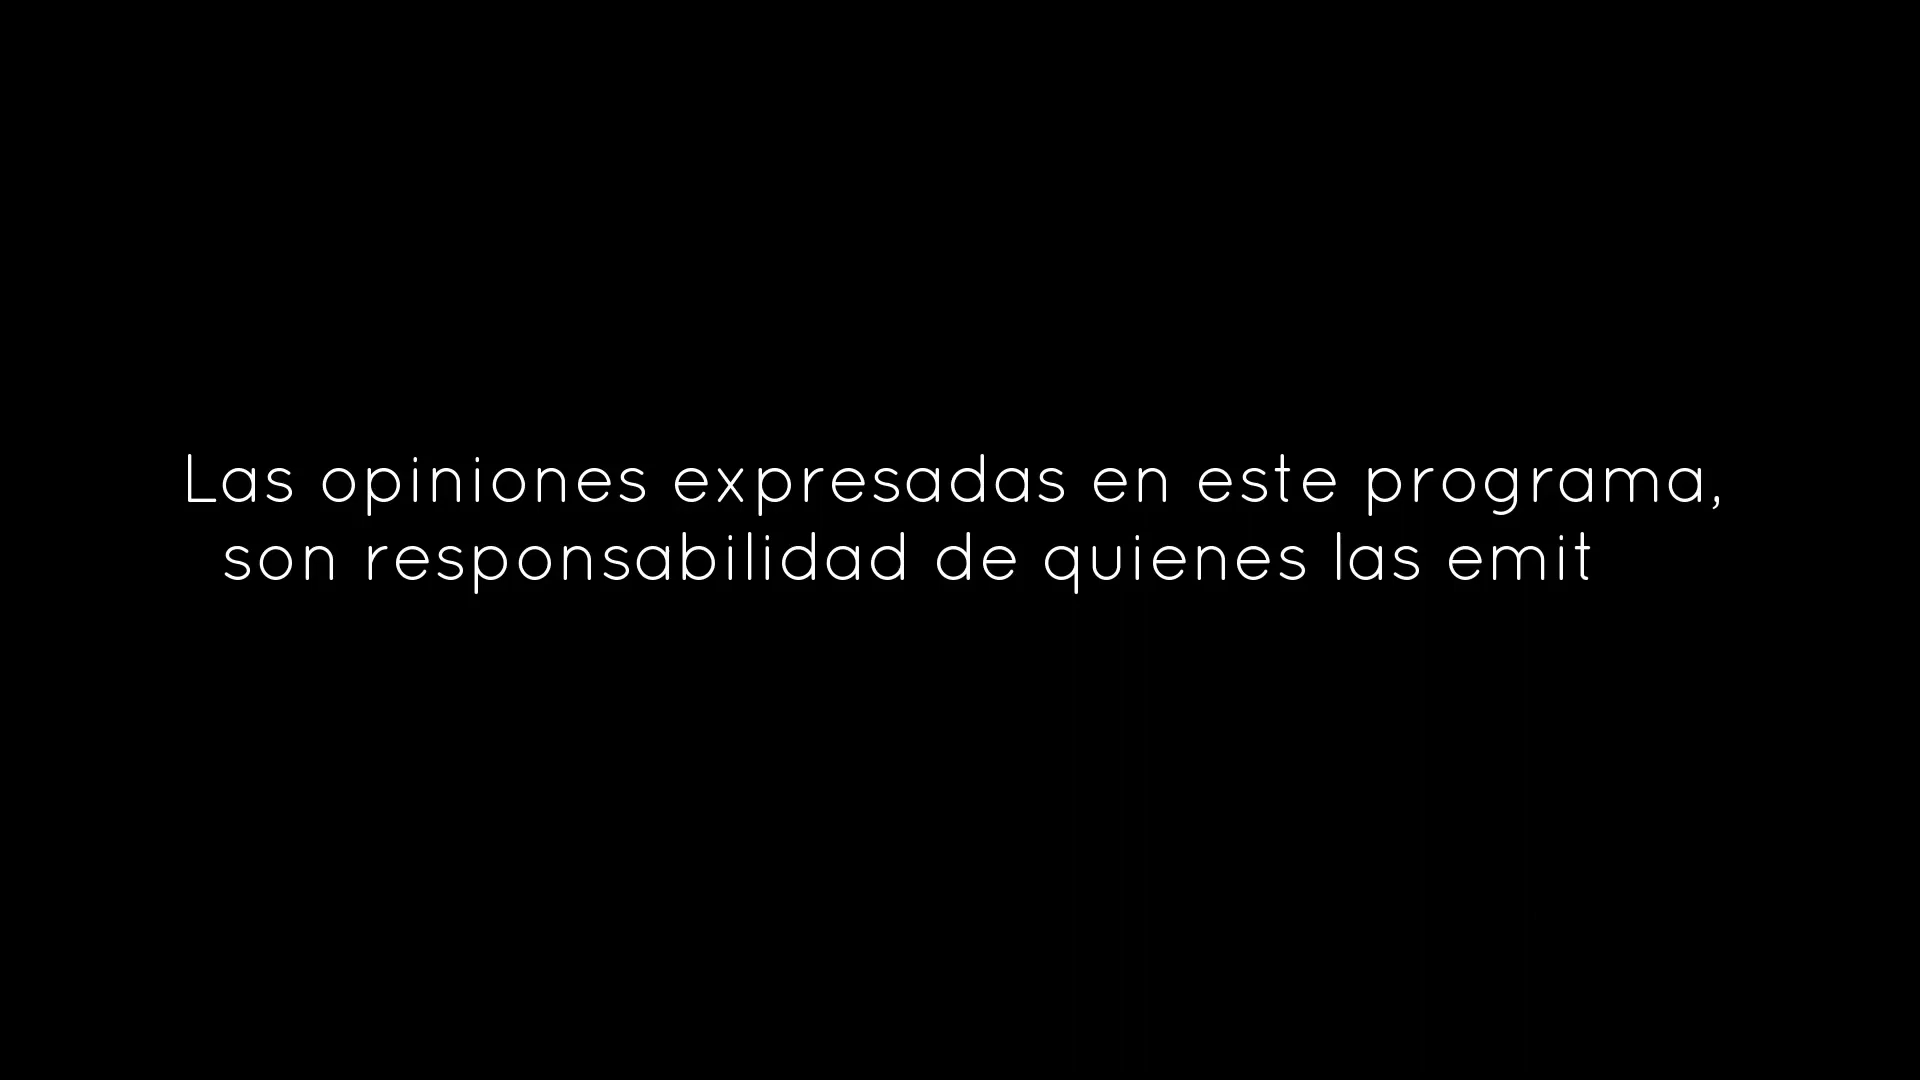 Las opiniones expresadas en este programa,
son responsabilidad de quienes las emit